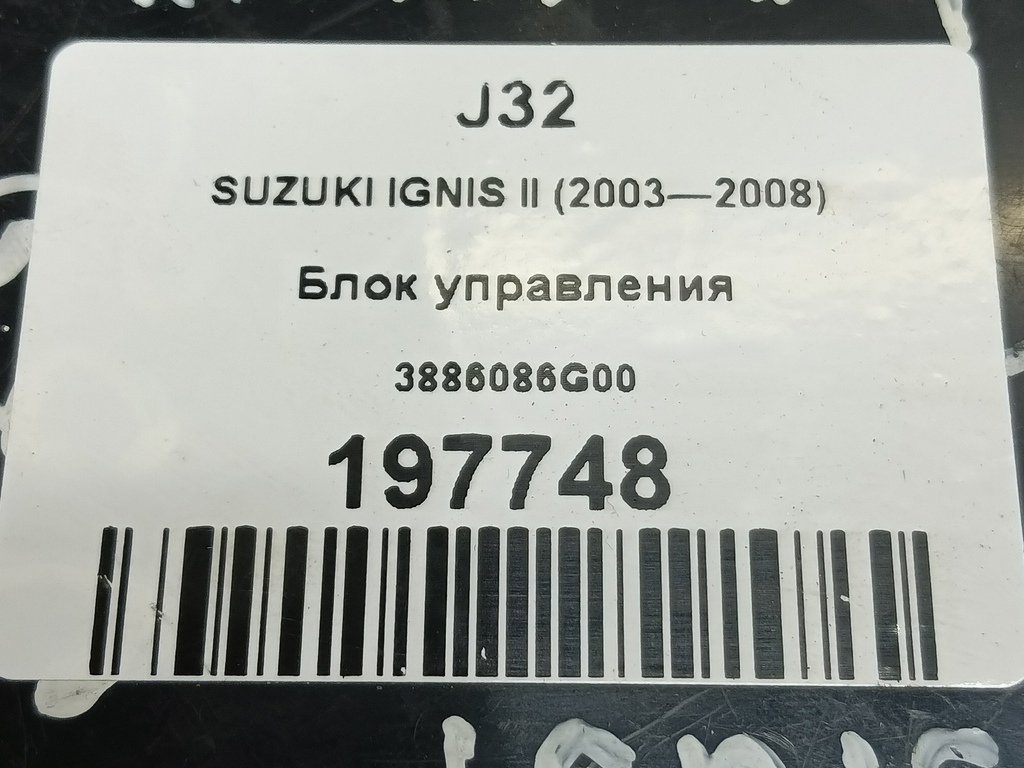 J32
SUZUKI IGNIS II (2003—2008)
Блок управления
3886086G00
197748